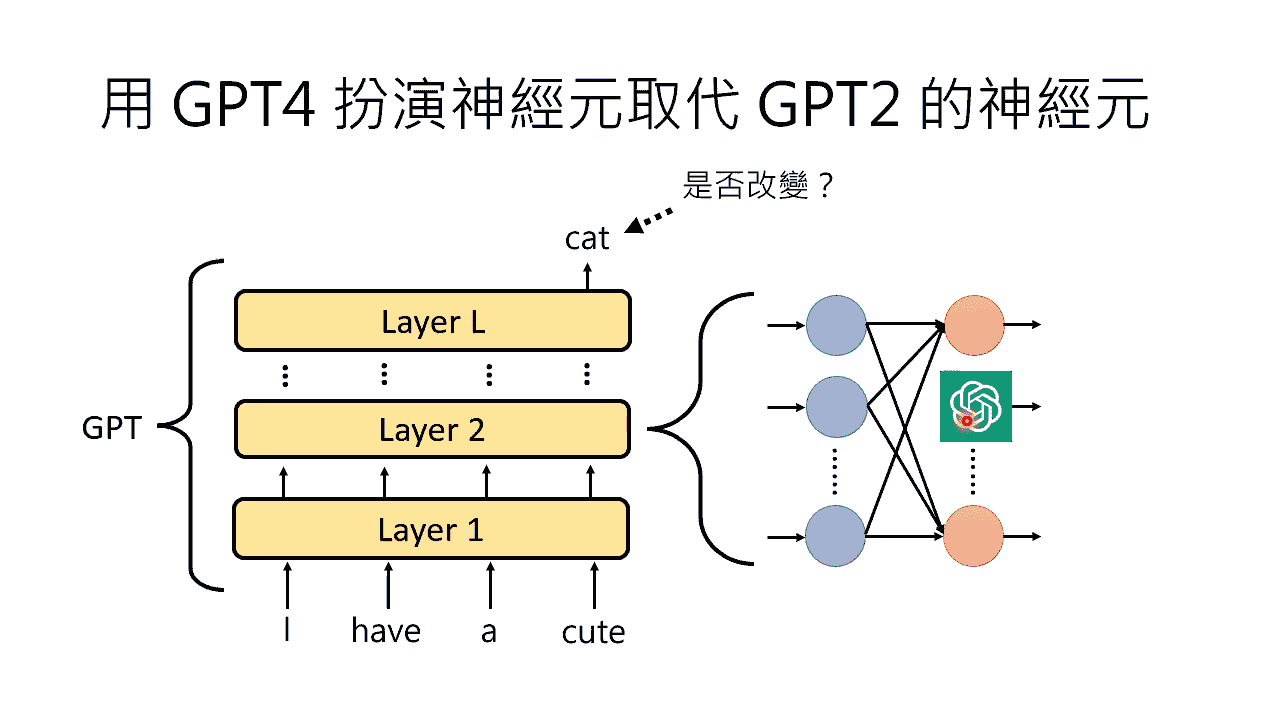 用 GPT4 扮演神經元取代 GPT2 的神經元
是否改變？
cat
Layer L
GPT
Layer 2
Layer 1
I have a cute